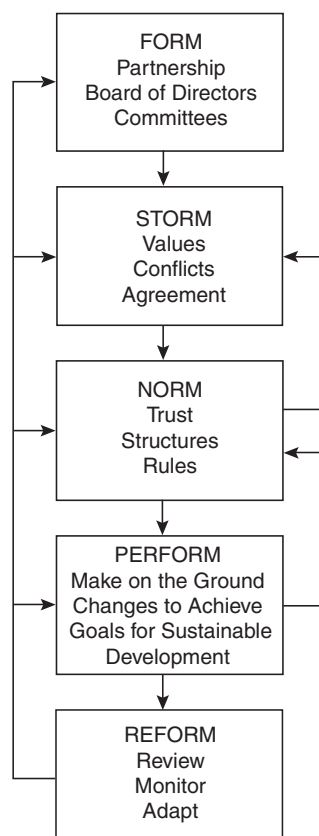 FORM
Partnership
Board of Directors
Committees
STORM
Values
Conflicts
Agreement
NORM
Trust
Structures
Rules
PERFORM
Make on the Ground
Changes to Achieve
Goals for Sustainable
Development
REFORM
Review
Monitor
Adapt